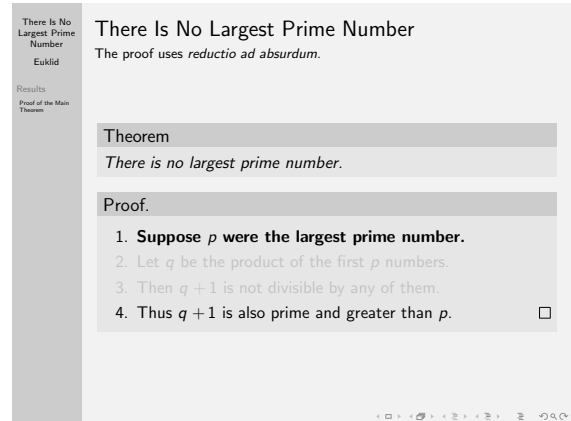 There Is No
Largest Prime
Number
Euklid
Results
Proof of the Main
Theorem
There Is No Largest Prime Number
The proof uses reductio ad absurdum.
Theorem
There is no largest prime number.
Proof.
1. Suppose p were the largest prime number.
2. Let q be the product of the first p numbers.
3. Then q + 1 is not divisible by any of them.
4. Thus q + 1 is also prime and greater than p.